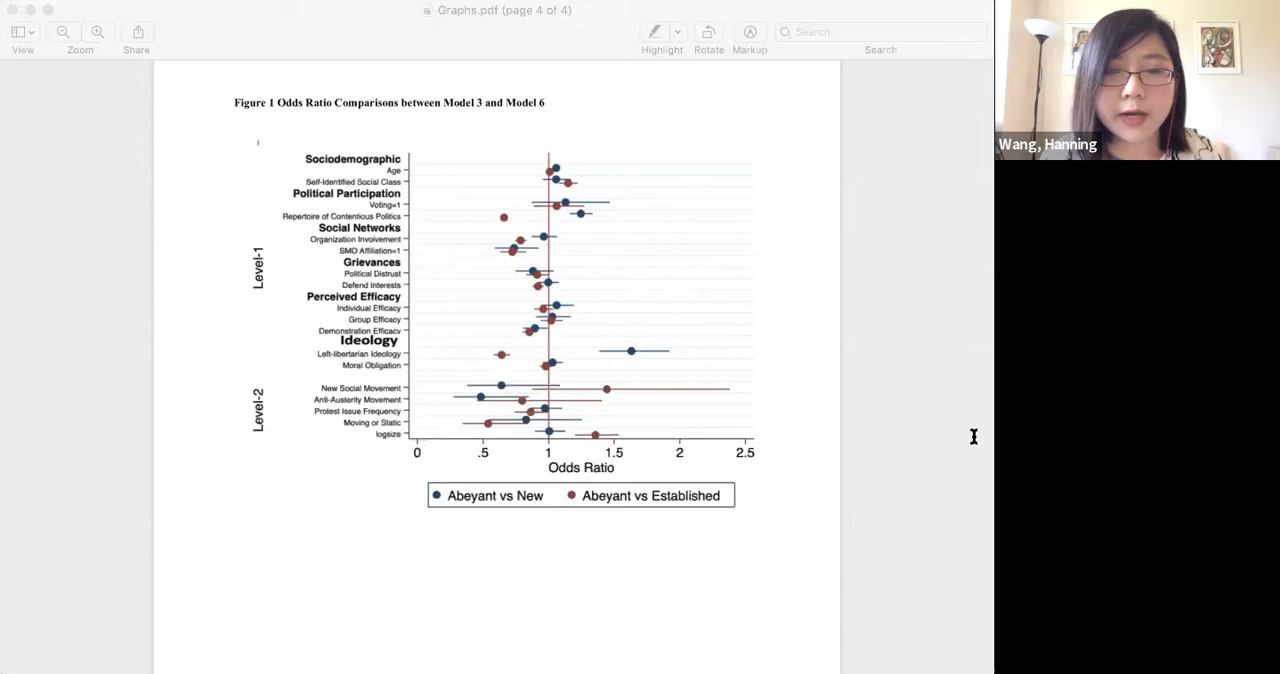 Graphs.pdf (page 4 of 4)
View
Zoom
Share
Highlight
Rotate
Markup
Search
Search
Wang, Hanning
Figure 1 Odds Ratio Comparisons between Model 3 and Model 6
Sociodemographic
Age
Self-Identified Social Class
Political Participation
Voting=1
Repertoire of Contentious Politics
Social Networks
Organization Involvement
SMO Affiliation=1
Grievances
Political Distrust
Defend Interests
Perceived Efficacy
Individual Efficacy
Group Efficacy
Demonstration Efficacy
Ideology
Left-libertarian Ideology
Moral Obligation
New Social Movement
Anti-Austerity Movement
Protest Issue Frequency
Moving or Static
logsize
Level-1
Level-2
0 .5 1 1.5 2 2.5
Odds Ratio
Abeyant vs New Abeyant vs Established